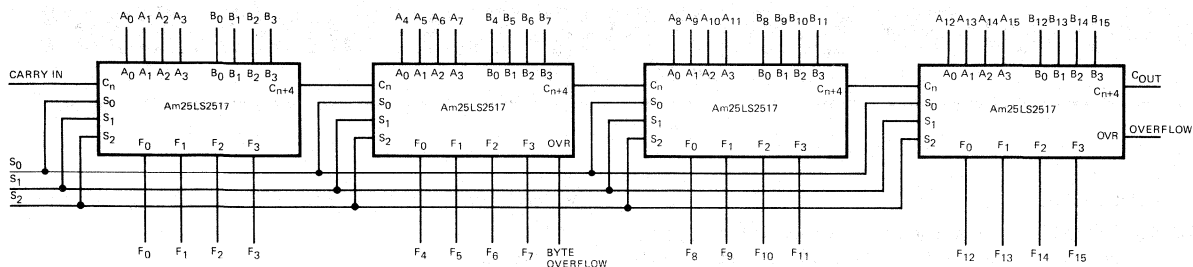 A0 A1 A2 A3 B0 B1 B2 B3 A4 A5 A6 A7 B4 B5 B6 B7 A8 A9 A10 A11 B8 B9 B10 B11 A12 A13 A14 A15 B12 B13 B14 B15
A0 A1 A2 A3 B0 B1 B2 B3 A0 A1 A2 A3 B0 B1 B2 B3 A0 A1 A2 A3 B0 B1 B2 B3 A0 A1 A2 A3 B0 B1 B2 B3
CARRY IN Cn Cn+4 Cn Cn+4 Cn Cn+4 Cn Cn+4 COUT
S0 Am25LS2517 S0 Am25LS2517 S0 Am25LS2517 S0 Am25LS2517
S1 S1 S1 S1
S2 S2 S2 S2 OVR OVERFLOW
F0 F1 F2 F3 F0 F1 F2 F3 OVR F0 F1 F2 F3 F0 F1 F2 F3
S0
S1
S2
F0 F1 F2 F3 F4 F5 F6 F7 BYTE OVERFLOW F8 F9 F10 F11 F12 F13 F14 F15